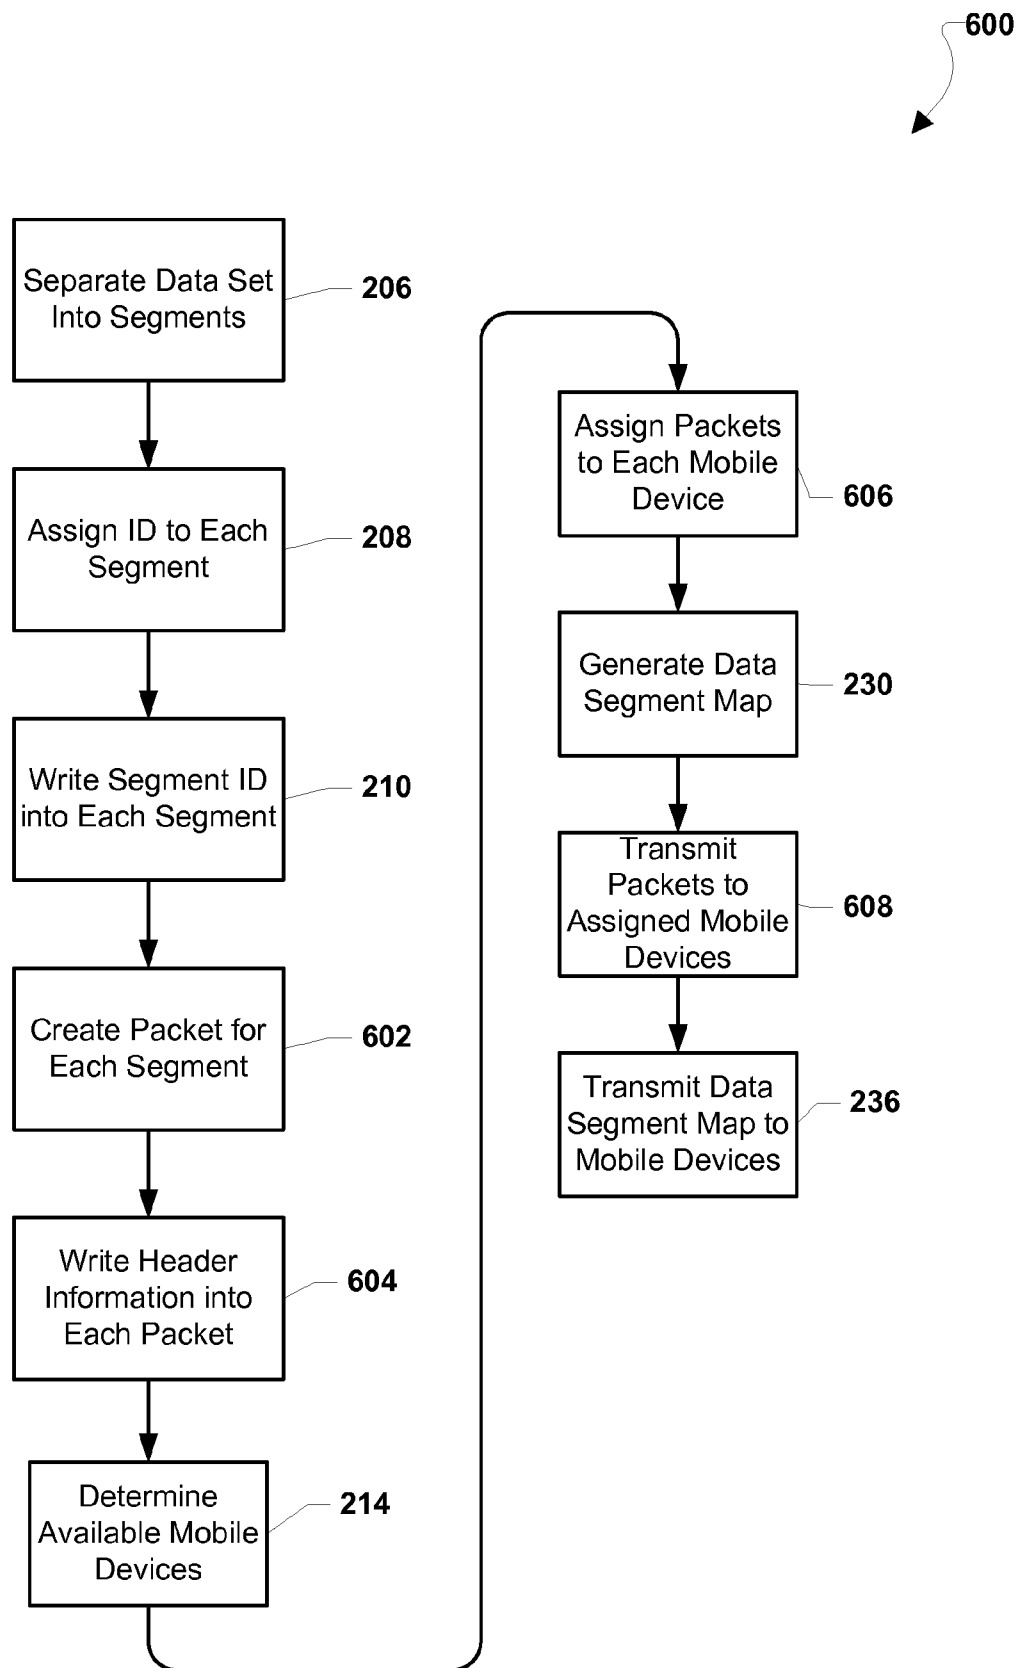 600
Separate Data Set
Into Segments
206
Assign ID to Each
Segment
208
Write Segment ID
into Each Segment
210
Create Packet for
Each Segment
602
Write Header
Information into
Each Packet
604
Determine
Available Mobile
Devices
214
Assign Packets
to Each Mobile
Device
606
Generate Data
Segment Map
230
Transmit
Packets to
Assigned Mobile
Devices
608
Transmit Data
Segment Map to
Mobile Devices
236